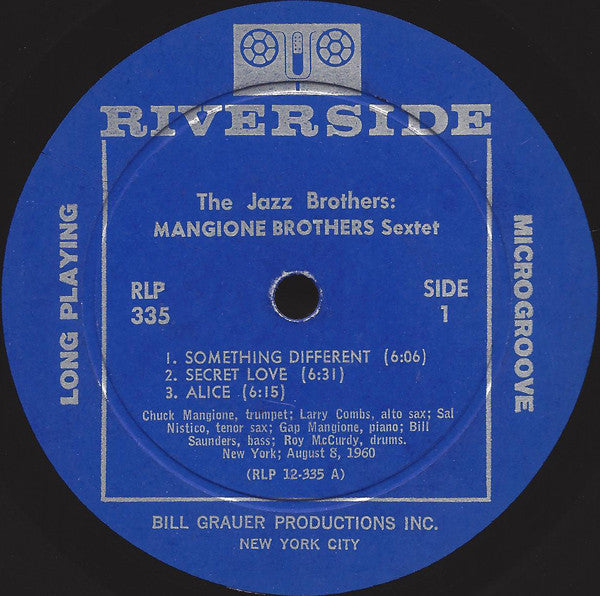 RIVERSIDE
The Jazz Brothers:
MANGIONE BROTHERS Sextet
LONG PLAYING
MICROGROOVE
RLP
335
SIDE
1
1. SOMETHING DIFFERENT (6:06)
2. SECRET LOVE (6:31)
3. ALICE (6:15)
Chuck Mangione, trumpet; Larry Combs, alto sax; Sal
Nistico, tenor sax; Gap Mangione, piano; Bill
Saunders, bass; Roy McCurdy, drums.
New York; August 8, 1960
(RLP 12-335 A)
BILL GRAUER PRODUCTIONS INC.
NEW YORK CITY